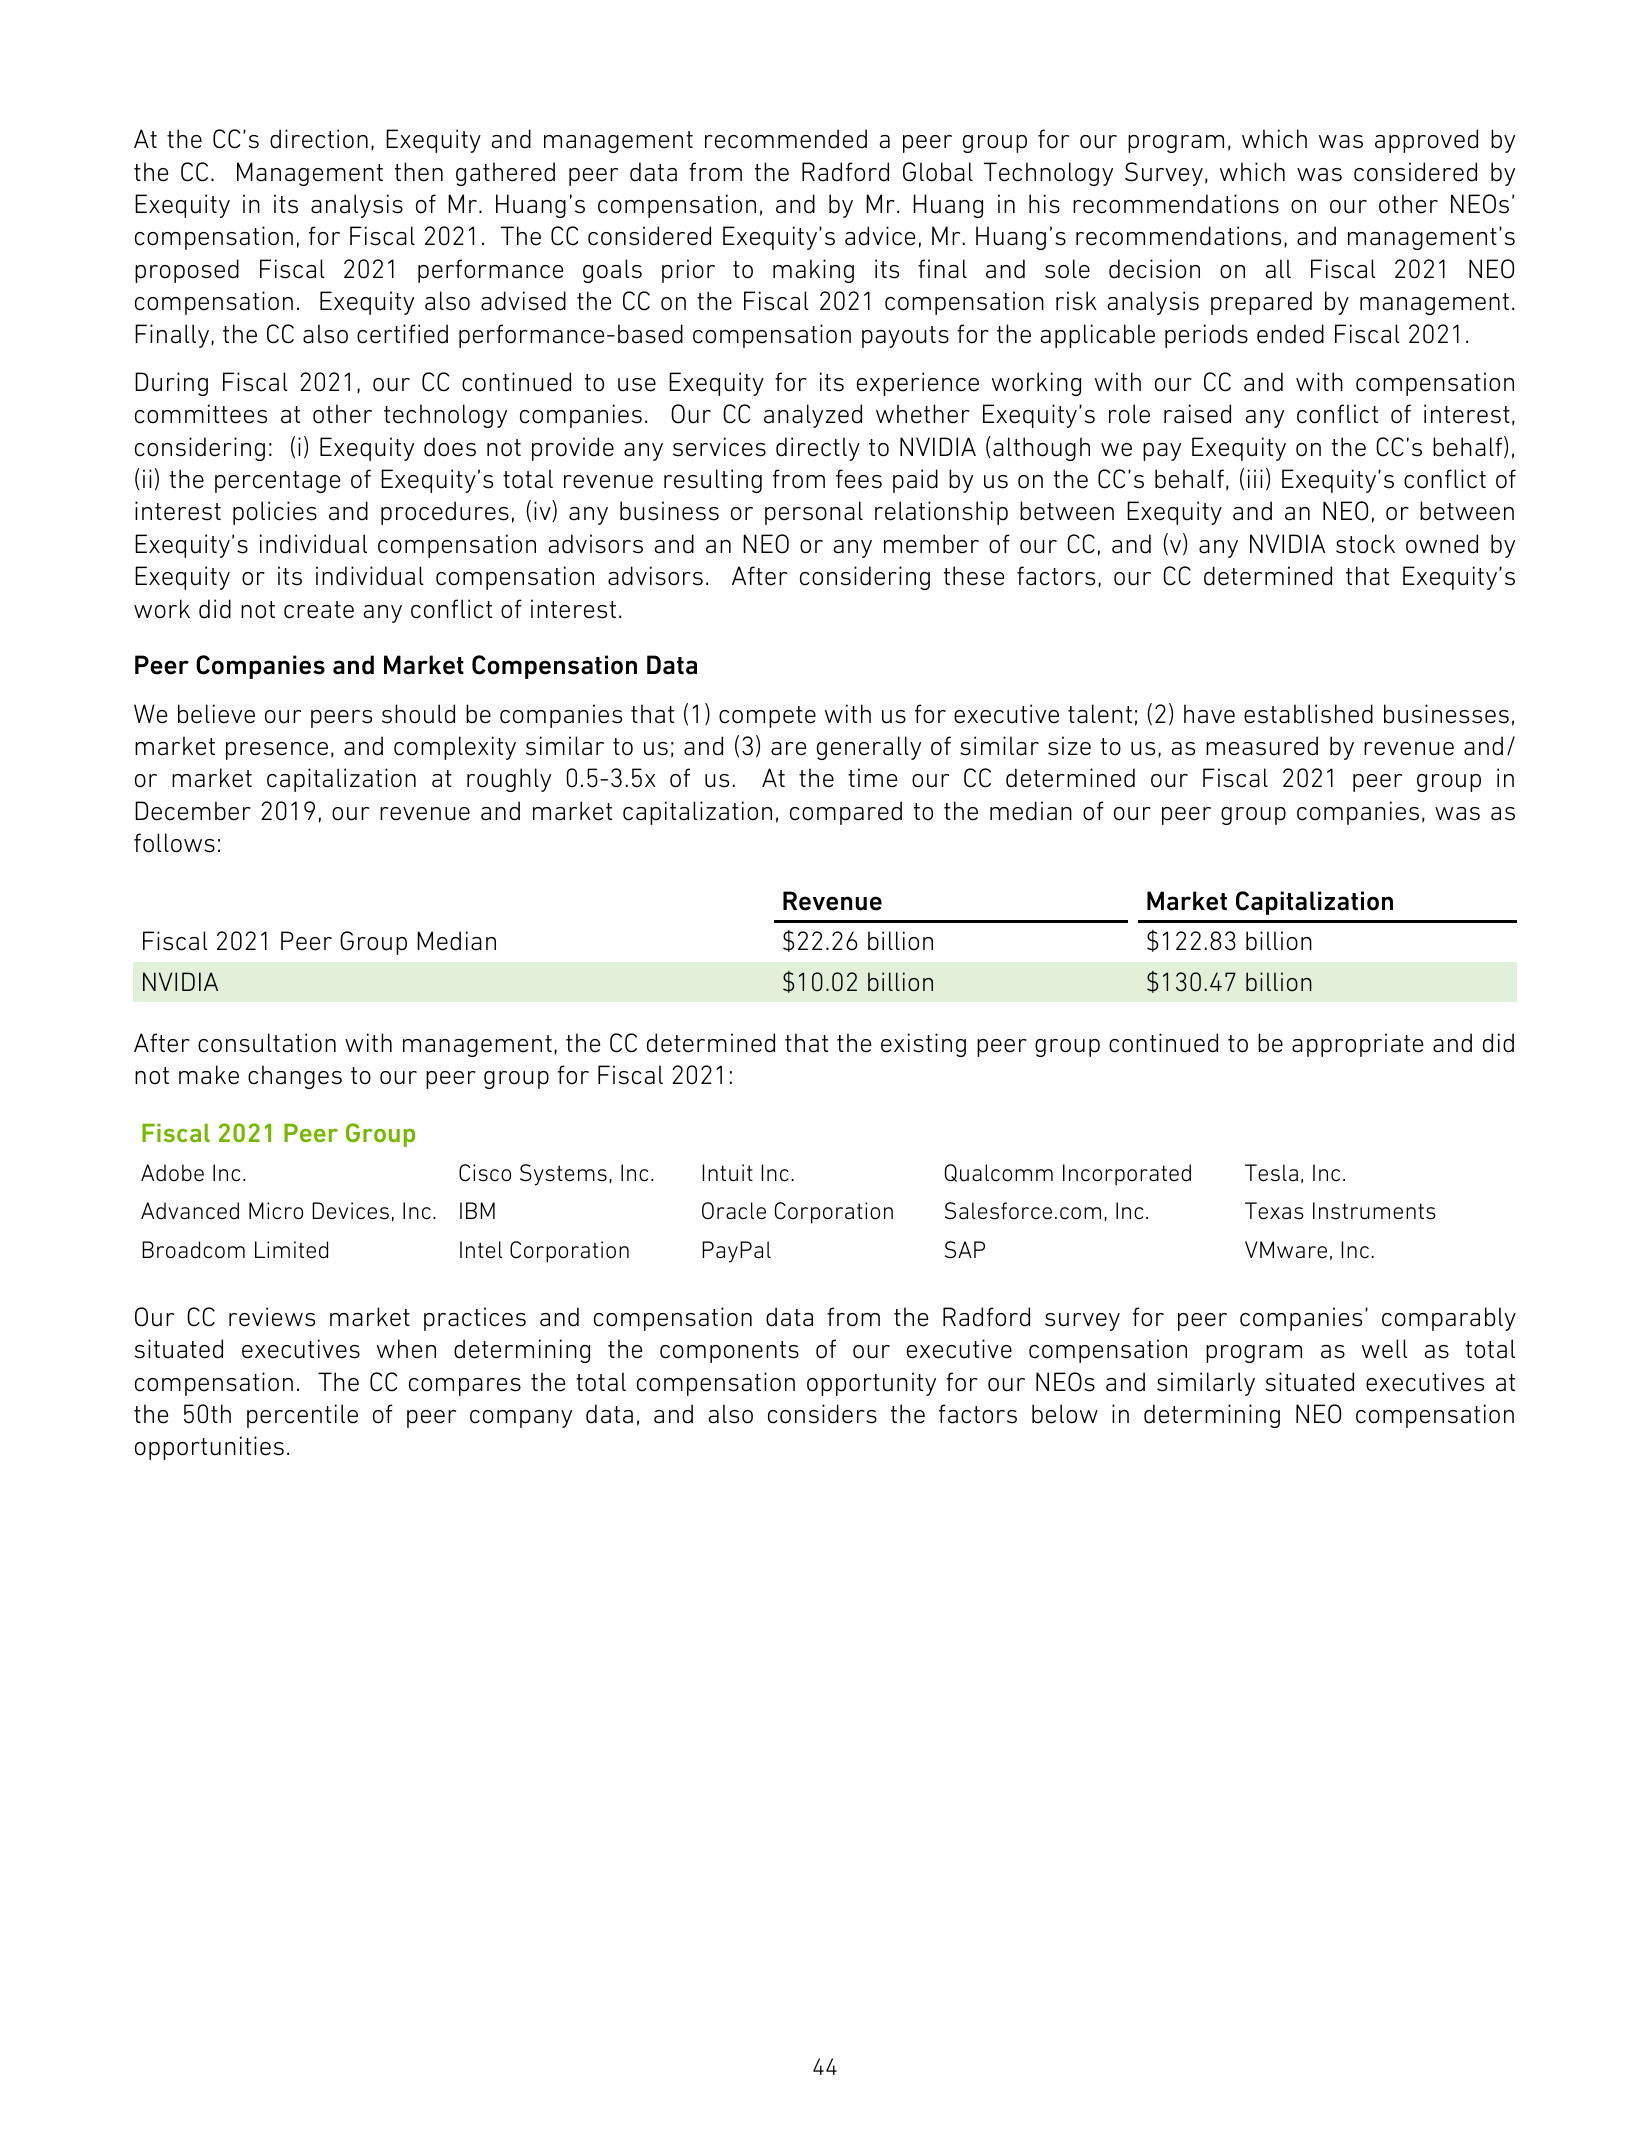 At the CC's direction, Exequity and management recommended a peer group for our program, which was approved by
the CC. Management then gathered peer data from the Radford Global Technology Survey, which was considered by
Exequity in its analysis of Mr. Huang's compensation, and by Mr. Huang in his recommendations on our other NEOs'
compensation, for Fiscal 2021. The CC considered Exequity's advice, Mr. Huang's recommendations, and management's
proposed Fiscal 2021 performance goals prior to making its final and sole decision on all Fiscal 2021 NEO
compensation. Exequity also advised the CC on the Fiscal 2021 compensation risk analysis prepared by management.
Finally, the CC also certified performance-based compensation payouts for the applicable periods ended Fiscal 2021.
During Fiscal 2021, our CC continued to use Exequity for its experience working with our CC and with compensation
committees at other technology companies. Our CC analyzed whether Exequity's role raised any conflict of interest,
considering: (i) Exequity does not provide any services directly to NVIDIA (although we pay Exequity on the CC's behalf),
(ii) the percentage of Exequity's total revenue resulting from fees paid by us on the CC's behalf, (iii) Exequity's conflict of
interest policies and procedures, (iv) any business or personal relationship between Exequity and an NEO, or between
Exequity's individual compensation advisors and an NEO or any member of our CC, and (v) any NVIDIA stock owned by
Exequity or its individual compensation advisors. After considering these factors, our CC determined that Exequity's
work did not create any conflict of interest.
Peer Companies and Market Compensation Data
We believe our peers should be companies that (1) compete with us for executive talent; (2) have established businesses,
market presence, and complexity similar to us; and (3) are generally of similar size to us, as measured by revenue and/
or market capitalization at roughly 0.5-3.5x of us. At the time our CC determined our Fiscal 2021 peer group in
December 2019, our revenue and market capitalization, compared to the median of our peer group companies, was as
follows:
Revenue Market Capitalization
Fiscal 2021 Peer Group Median $22.26 billion $122.83 billion
NVIDIA $10.02 billion $130.47 billion
After consultation with management, the CC determined that the existing peer group continued to be appropriate and did
not make changes to our peer group for Fiscal 2021:
Fiscal 2021 Peer Group
Adobe Inc. Cisco Systems, Inc. Intuit Inc. Qualcomm Incorporated Tesla, Inc.
Advanced Micro Devices, Inc. IBM Oracle Corporation Salesforce.com, Inc. Texas Instruments
Broadcom Limited Intel Corporation PayPal SAP VMware, Inc.
Our CC reviews market practices and compensation data from the Radford survey for peer companies' comparably
situated executives when determining the components of our executive compensation program as well as total
compensation. The CC compares the total compensation opportunity for our NEOs and similarly situated executives at
the 50th percentile of peer company data, and also considers the factors below in determining NEO compensation
opportunities.
44